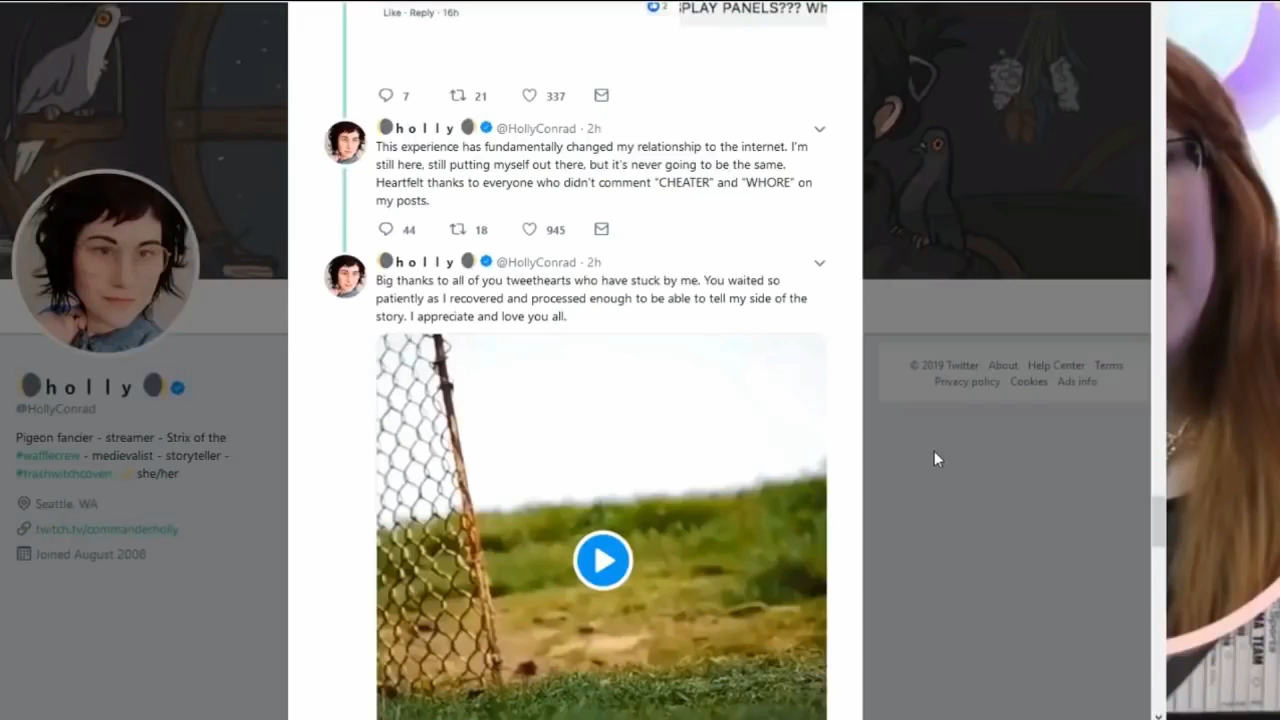 Like · Reply · 16h
2
SPLAY PANELS??? Wh
7 21 337
h o l l y @HollyConrad · 2h
This experience has fundamentally changed my relationship to the internet. I'm
still here, still putting myself out there, but it's never going to be the same.
Heartfelt thanks to everyone who didn't comment "CHEATER" and "WHORE" on
my posts.
44 18 945
h o l l y @HollyConrad · 2h
Big thanks to all of you tweethearts who have stuck by me. You waited so
patiently as I recovered and processed enough to be able to tell my side of the
story. I appreciate and love you all.
h o l l y
@HollyConrad
Pigeon fancier - streamer - Strix of the
#wafflecrew - medievalist - storyteller -
#trashwitchcoven she/her
Seattle, WA
twitch.tv/commanderholly
Joined August 2008
© 2019 Twitter About Help Center Terms
Privacy policy Cookies Ads info
TEAM